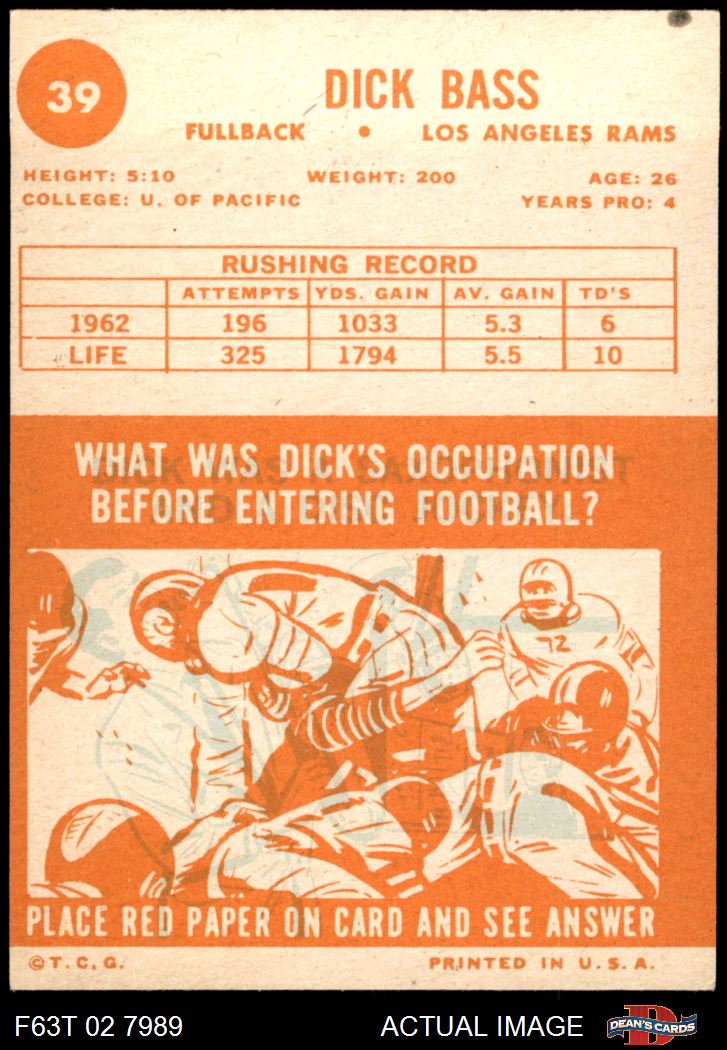 39
DICK BASS
FULLBACK • LOS ANGELES RAMS
HEIGHT: 5:10 WEIGHT: 200 AGE: 26
COLLEGE: U. OF PACIFIC YEARS PRO: 4
RUSHING RECORD
ATTEMPTS YDS. GAIN AV. GAIN TD'S
1962 196 1033 5.3 6
LIFE 325 1794 5.5 10
WHAT WAS DICK'S OCCUPATION
BEFORE ENTERING FOOTBALL?
DICK WAS A
72
PLACE RED PAPER ON CARD AND SEE ANSWER
©T.C.G. PRINTED IN U.S.A.
F63T 02 7989 ACTUAL IMAGE DEAN'S CARDS